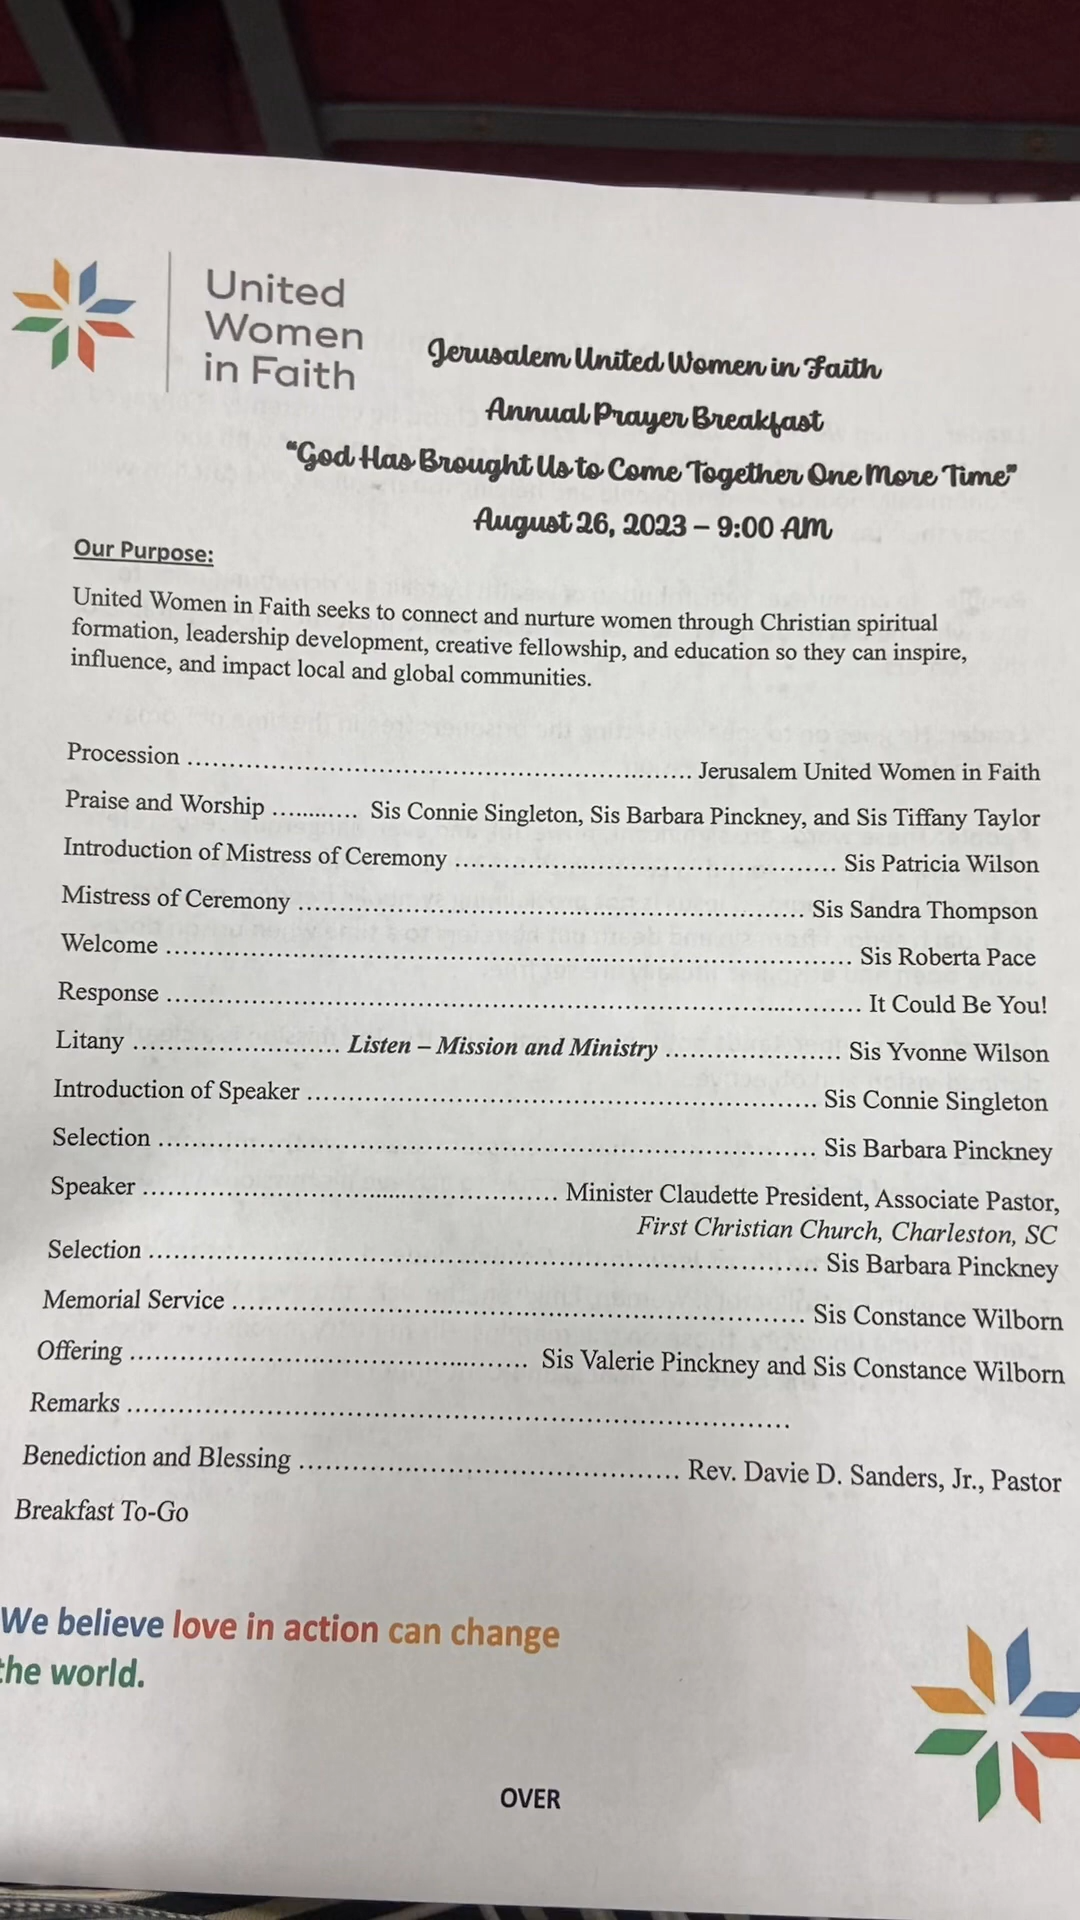 United
Women
in Faith
Jerusalem United Women in Faith
Annual Prayer Breakfast
“God Has Brought Us to Come Together One More Time”
August 26, 2023 – 9:00 AM
Our Purpose:
United Women in Faith seeks to connect and nurture women through Christian spiritual
formation, leadership development, creative fellowship, and education so they can inspire,
influence, and impact local and global communities.
Procession ................................................................ Jerusalem United Women in Faith
Praise and Worship ........... Sis Connie Singleton, Sis Barbara Pinckney, and Sis Tiffany Taylor
Introduction of Mistress of Ceremony ................................................ Sis Patricia Wilson
Mistress of Ceremony ................................................................ Sis Sandra Thompson
Welcome ...................................................................................... Sis Roberta Pace
Response ....................................................................................... It Could Be You!
Litany ......................... Listen – Mission and Ministry ...................... Sis Yvonne Wilson
Introduction of Speaker ................................................................ Sis Connie Singleton
Selection .................................................................................. Sis Barbara Pinckney
Speaker .................................................... Minister Claudette President, Associate Pastor,
First Christian Church, Charleston, SC
Selection .................................................................................. Sis Barbara Pinckney
Memorial Service ...................................................................... Sis Constance Wilborn
Offering .................................................. Sis Valerie Pinckney and Sis Constance Wilborn
Remarks ..................................................................................
Benediction and Blessing ................................................ Rev. Davie D. Sanders, Jr., Pastor
Breakfast To-Go
We believe love in action can change
the world.
OVER